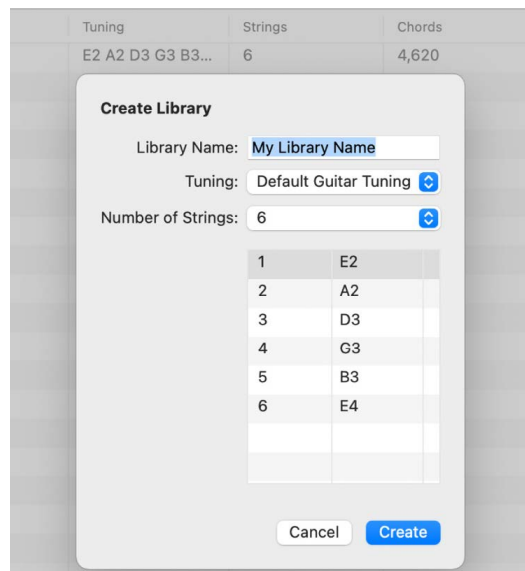 Tuning Strings Chords
E2 A2 D3 G3 B3... 6 4,620
Create Library
Library Name: My Library Name
Tuning: Default Guitar Tuning
Number of Strings: 6
1 E2
2 A2
3 D3
4 G3
5 B3
6 E4
Cancel Create